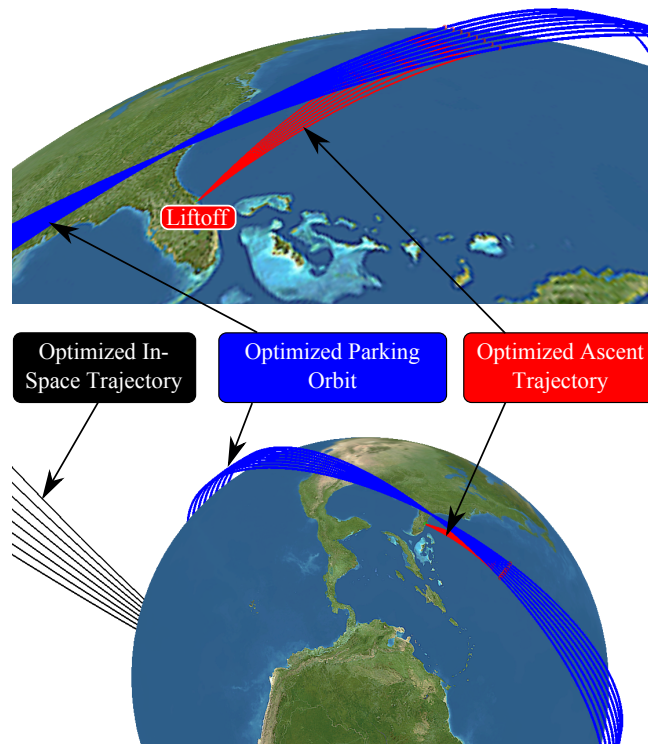 Liftoff
Optimized In-
Space Trajectory
Optimized Parking
Orbit
Optimized Ascent
Trajectory